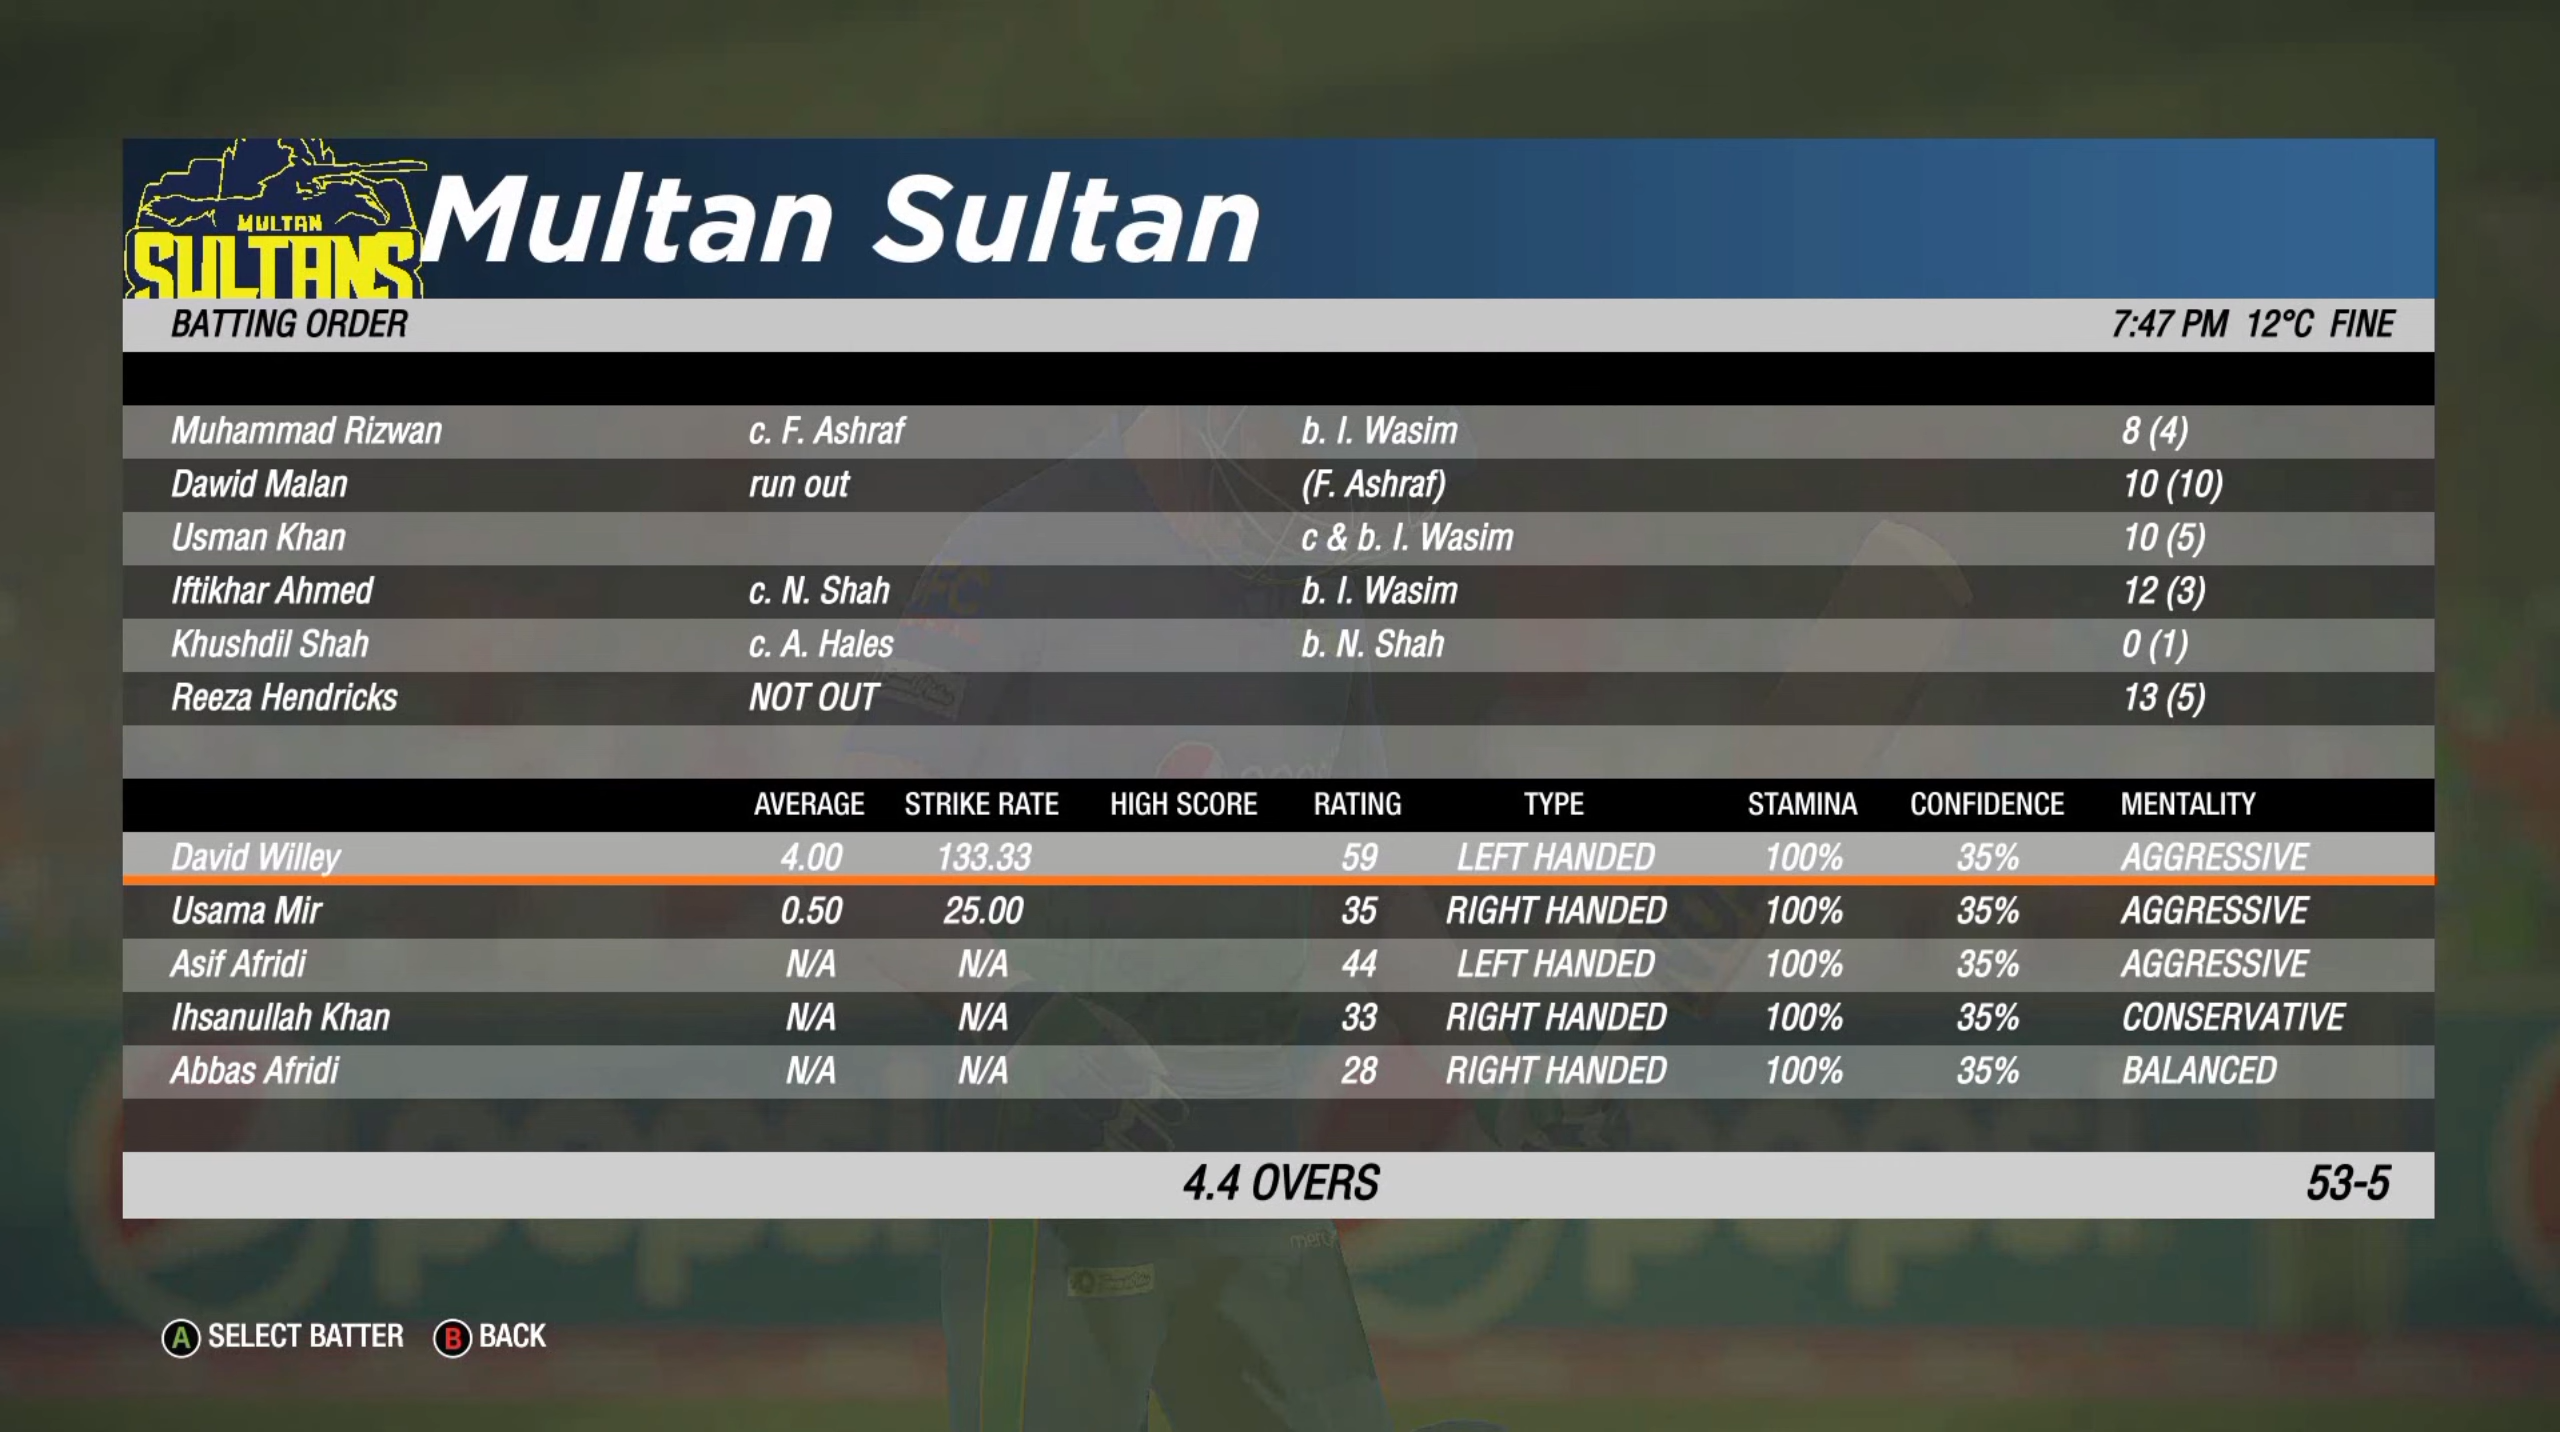 MULTAN
SULTANS
Multan Sultan
BATTING ORDER 7:47 PM 12°C FINE
Muhammad Rizwan c. F. Ashraf b. I. Wasim 8 (4)
Dawid Malan run out (F. Ashraf) 10 (10)
Usman Khan c & b. I. Wasim 10 (5)
Iftikhar Ahmed c. N. Shah b. I. Wasim 12 (3)
Khushdil Shah c. A. Hales b. N. Shah 0 (1)
Reeza Hendricks NOT OUT 13 (5)
AVERAGE STRIKE RATE HIGH SCORE RATING TYPE STAMINA CONFIDENCE MENTALITY
David Willey 4.00 133.33 59 LEFT HANDED 100% 35% AGGRESSIVE
Usama Mir 0.50 25.00 35 RIGHT HANDED 100% 35% AGGRESSIVE
Asif Afridi N/A N/A 44 LEFT HANDED 100% 35% AGGRESSIVE
Ihsanullah Khan N/A N/A 33 RIGHT HANDED 100% 35% CONSERVATIVE
Abbas Afridi N/A N/A 28 RIGHT HANDED 100% 35% BALANCED
4.4 OVERS 53-5
pepsi pepsi
A SELECT BATTER B BACK